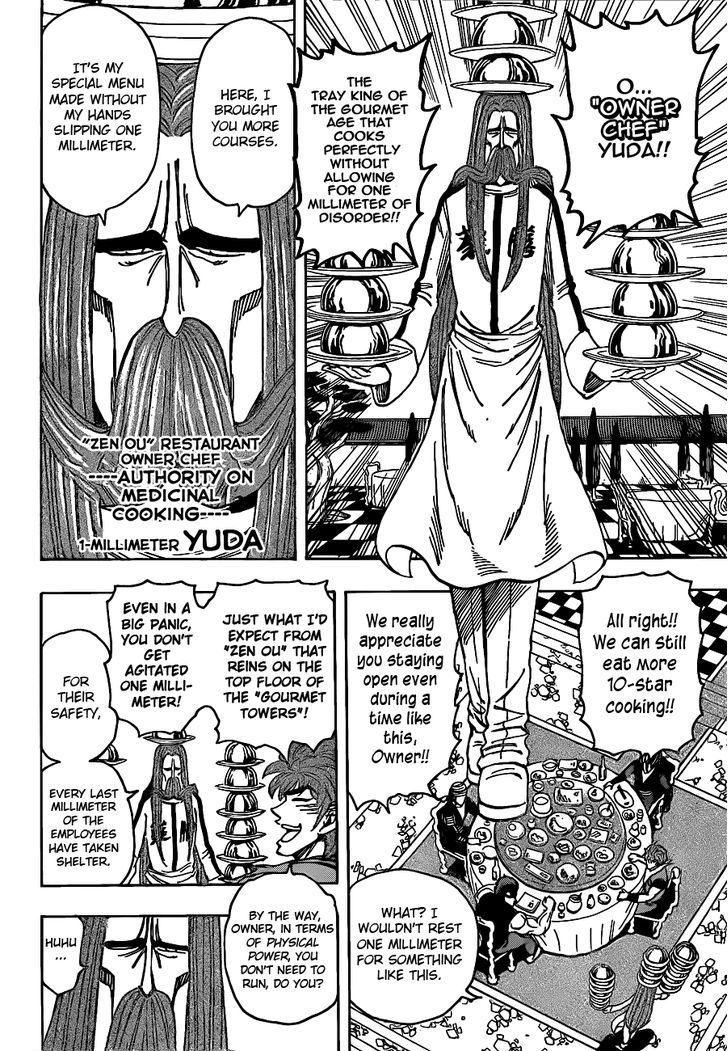 O...
"OWNER
CHEF"
YUDA!!
THE
TRAY KING
OF THE
GOURMET
AGE THAT
COOKS
PERFECTLY
WITHOUT
ALLOWING
FOR ONE
MILLIMETER OF
DISORDER!!
HERE, I
BROUGHT
YOU MORE
COURSES.
IT'S MY
SPECIAL MENU
MADE WITHOUT
MY HANDS
SLIPPING ONE
MILLIMETER.
"ZEN OU" RESTAURANT
OWNER CHEF
----AUTHORITY ON
MEDICINAL
COOKING----
1-MILLIMETER YUDA
All right!!
We can still
eat more
10-star
cooking!!
We really
appreciate
you staying
open even
during a
time like
this,
Owner!!
WHAT? I
WOULDN'T REST
ONE MILLIMETER
FOR SOMETHING
LIKE THIS.
JUST WHAT I'D
EXPECT FROM
"ZEN OU" THAT
REINS ON THE
TOP FLOOR OF
THE "GOURMET
TOWERS"!
EVEN IN A
BIG PANIC,
YOU DON'T
GET
AGITATED
ONE MILLI-
METER!
FOR
THEIR
SAFETY,
EVERY LAST
MILLIMETER
OF THE
EMPLOYEES
HAVE TAKEN
SHELTER.
BY THE WAY,
OWNER, IN TERMS
OF PHYSICAL
POWER, YOU
DON'T NEED TO
RUN, DO YOU?
HUHU
...